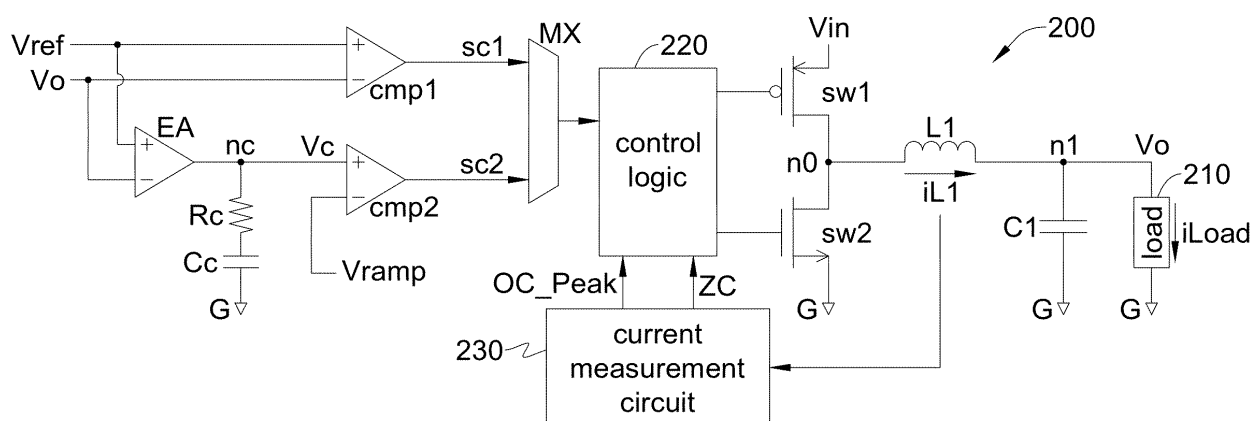 Vref
Vo
EA
nc
Rc
Cc
G
cmp1
sc1
Vc
cmp2
sc2
Vramp
MX
220
control
logic
OC_Peak
ZC
230
current
measurement
circuit
Vin
sw1
n0
sw2
G
200
L1
iL1
n1
C1
G
Vo
210
load
iLoad
G